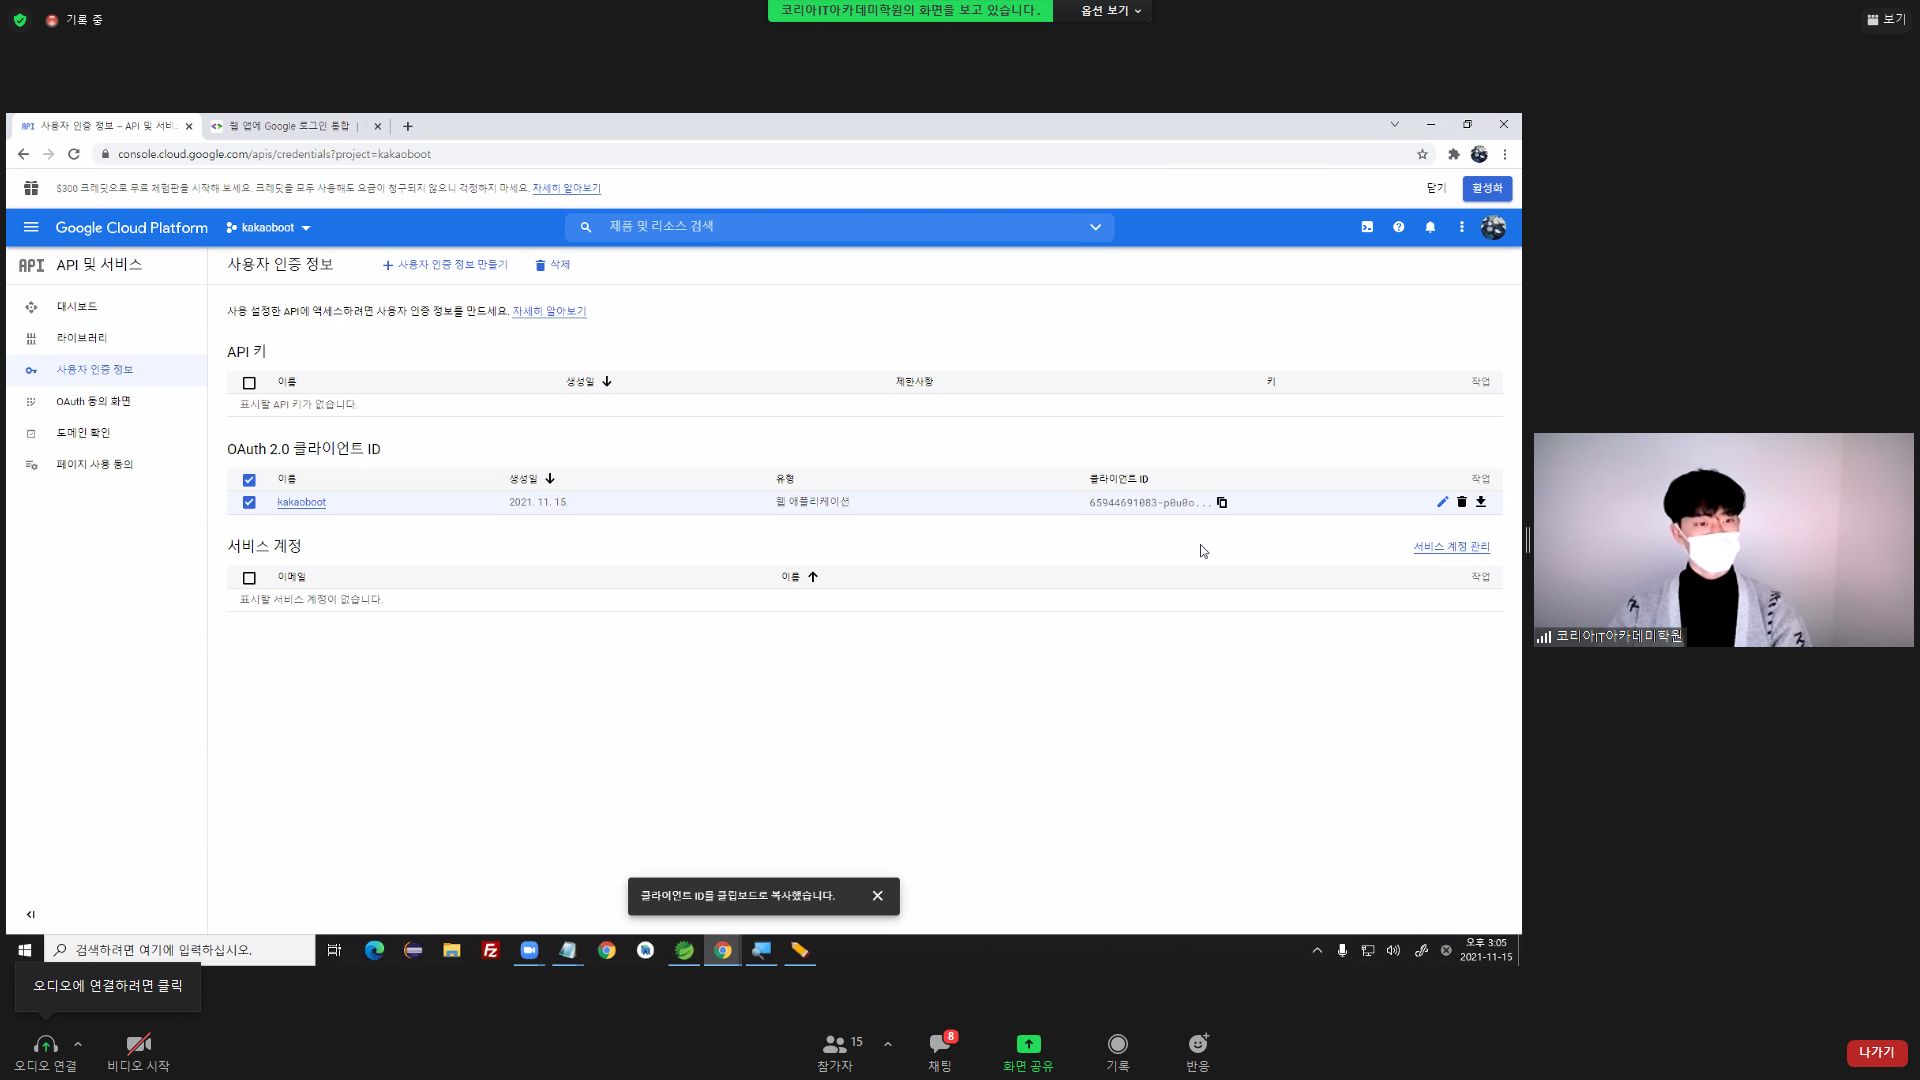 기록 중
코리아IT아카데미학원의 화면을 보고 있습니다.
옵션 보기
보기
API 사용자 인증 정보 – API 및 서비
웹 앱에 Google 로그인 통합 |
console.cloud.google.com/apis/credentials?project=kakaoboot
$300 크레딧으로 무료 체험판을 시작해 보세요. 크레딧을 모두 사용해도 요금이 청구되지 않으니 걱정하지 마세요. 자세히 알아보기
닫기
활성화
Google Cloud Platform
kakaoboot
제품 및 리소스 검색
API API 및 서비스
사용자 인증 정보
+ 사용자 인증 정보 만들기
삭제
대시보드
라이브러리
사용자 인증 정보
OAuth 동의 화면
도메인 확인
페이지 사용 동의
사용 설정한 API에 액세스하려면 사용자 인증 정보를 만드세요. 자세히 알아보기
API 키
이름 생성일 제한사항 키 작업
표시할 API 키가 없습니다.
OAuth 2.0 클라이언트 ID
이름 생성일 유형 클라이언트 ID 작업
kakaoboot 2021. 11. 15. 웹 애플리케이션 65944691083-p0u0o...
서비스 계정
서비스 계정 관리
이메일 이름 작업
표시할 서비스 계정이 없습니다.
코리아IT아카데미학원
클라이언트 ID를 클립보드로 복사했습니다.
검색하려면 여기에 입력하십시오.
Fz
오후 3:05
2021-11-15
오디오에 연결하려면 클릭
오디오 연결
비디오 시작
15
참가자
8
채팅
화면 공유
기록
반응
나가기